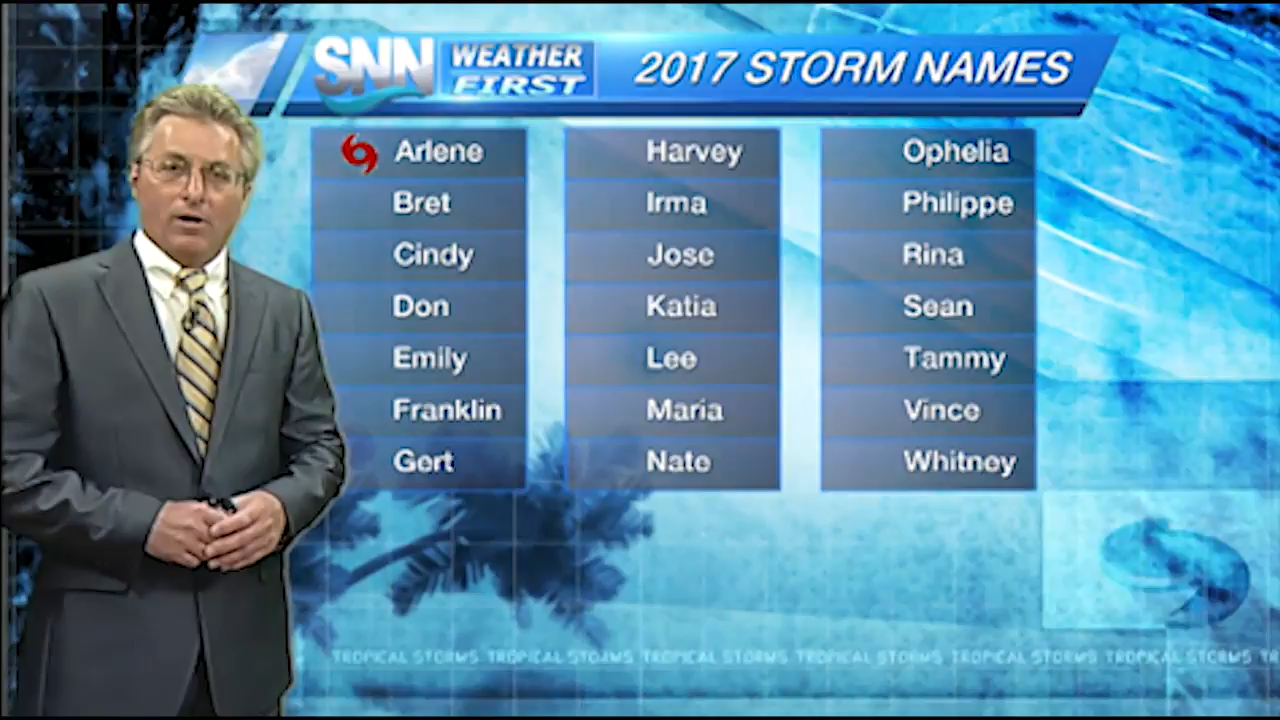 SNN WEATHER FIRST 2017 STORM NAMES
Arlene
Bret
Cindy
Don
Emily
Franklin
Gert
Harvey
Irma
Jose
Katia
Lee
Maria
Nate
Ophelia
Philippe
Rina
Sean
Tammy
Vince
Whitney
TROPICAL STORMS TROPICAL STORMS TROPICAL STORMS TROPICAL STORMS TROPICAL STORMS TROPICAL STORMS TR